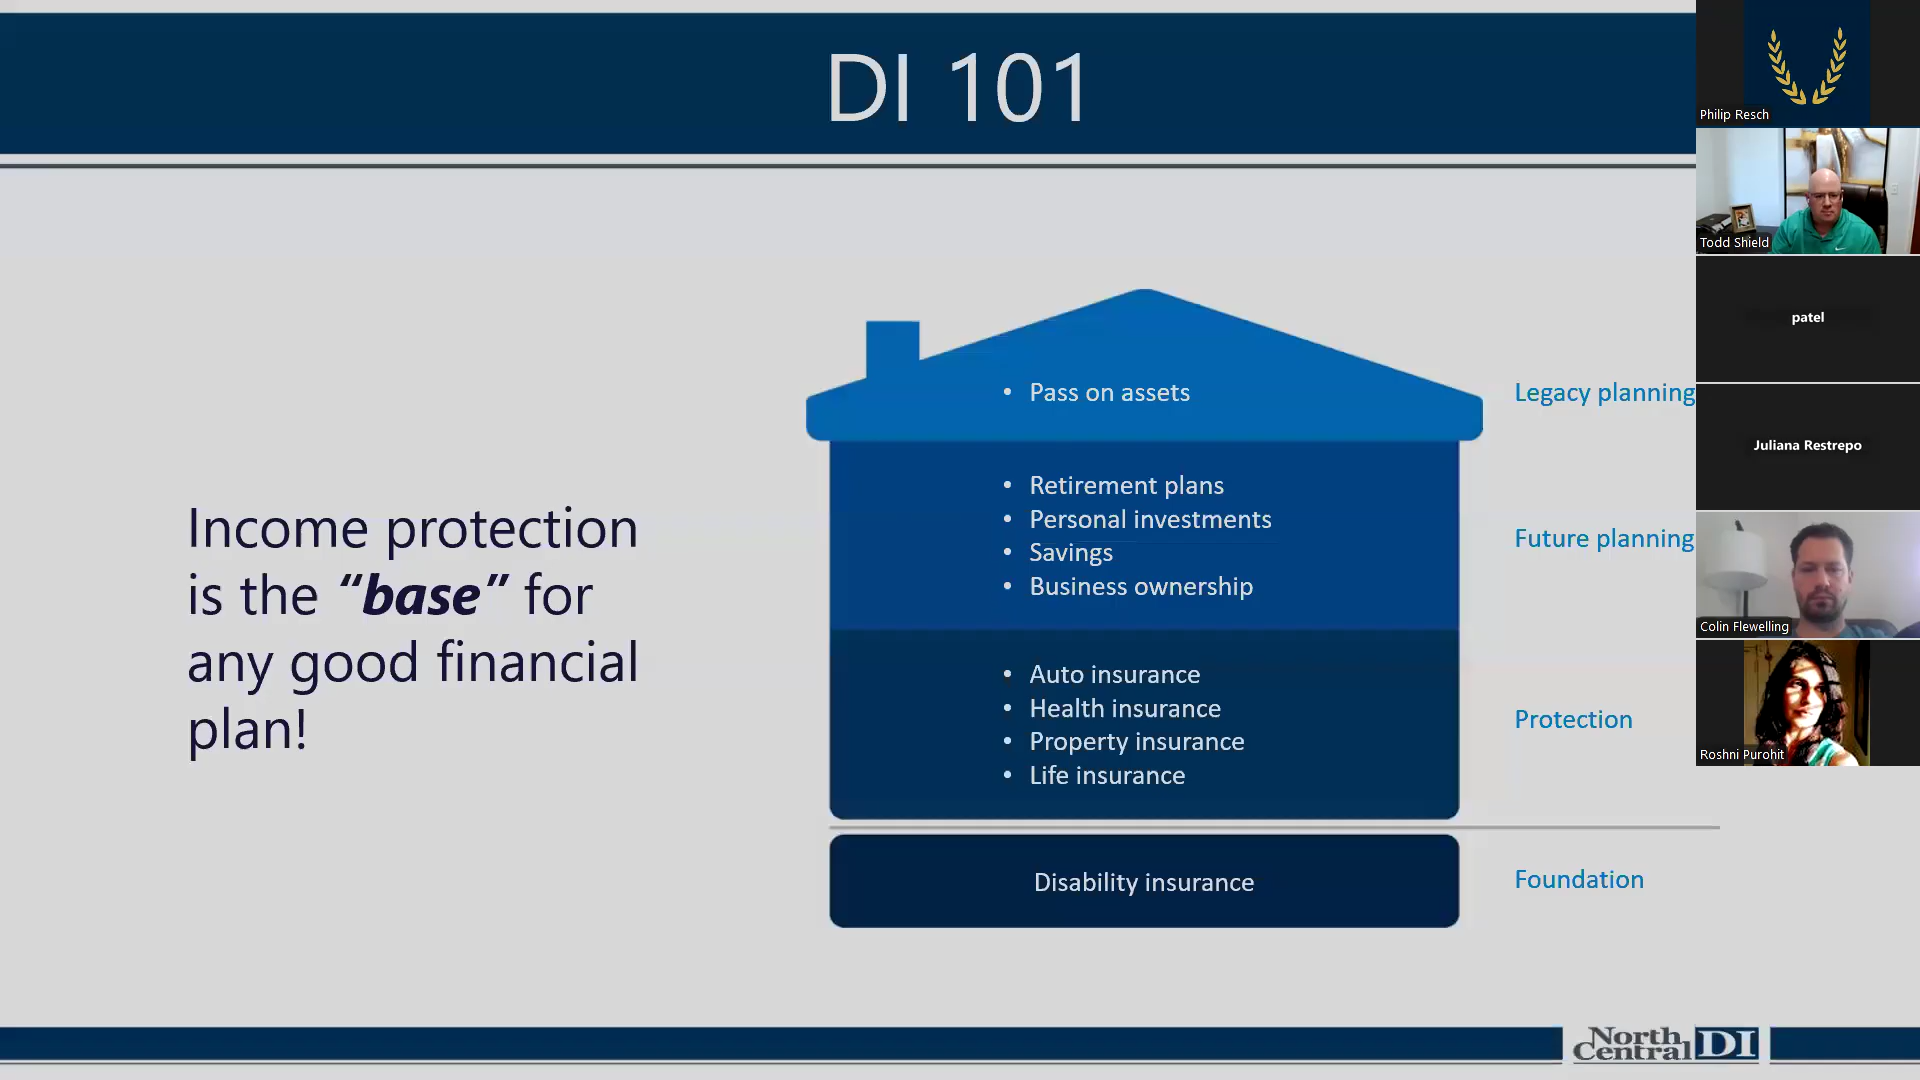 DI 101
Income protection
is the “base” for
any good financial
plan!
• Pass on assets
Legacy planning
• Retirement plans
• Personal investments
• Savings
• Business ownership
Future planning
• Auto insurance
• Health insurance
• Property insurance
• Life insurance
Protection
Disability insurance
Foundation
Philip Resch
Todd Shield
patel
Juliana Restrepo
Colin Flewelling
Roshni Purohit
North
Central DI